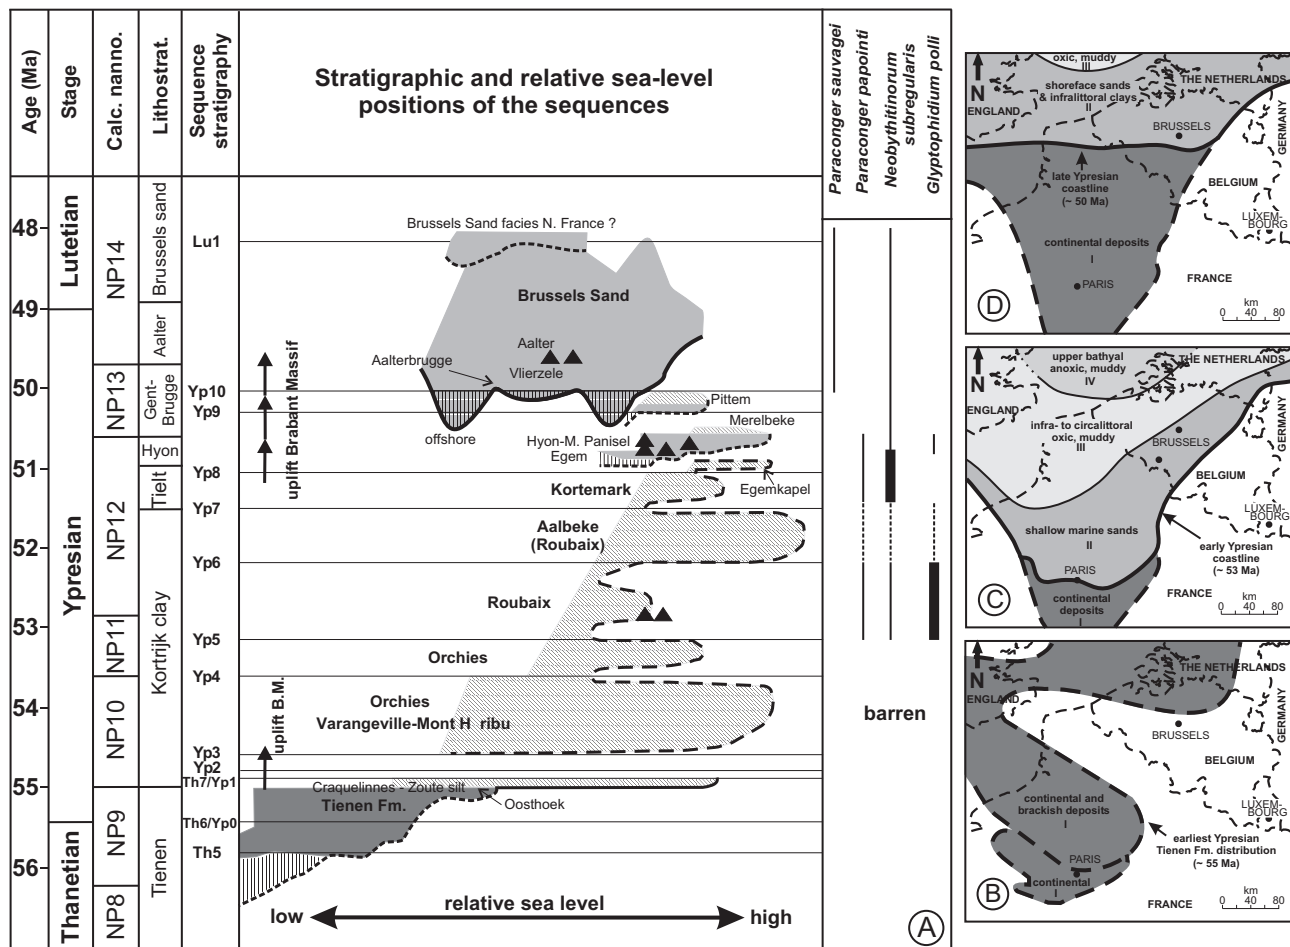 Age (Ma)
Stage
Calc. nanno.
Lithostrat.
Sequence
stratigraphy
Stratigraphic and relative sea-level
positions of the sequences
Paraconger sauvagei
Paraconger papointi
Neobythitinorum
subregularis
Glyptophidium polli
48
49
50
51
52
53
54
55
56
Lutetian
Ypresian
Thanetian
NP14
NP13
NP12
NP11
NP10
NP9
NP8
Brussels sand
Aalter
Gent-
Brugge
Hyon
Tielt
Kortrijk clay
Tienen
Lu1
Yp10
Yp9
Yp8
Yp7
Yp6
Yp5
Yp4
Yp3
Yp2
Th7/Yp1
Th6/Yp0
Th5
uplift Brabant Massif
uplift B.M.
Brussels Sand facies N. France ?
Brussels Sand
Aalter
Aalterbrugge
Vlierzele
Pittem
offshore
Merelbeke
Hyon-M. Panisel
Egem
Kortemark
Egemkapel
Aalbeke
(Roubaix)
Roubaix
Orchies
Orchies
Varangeville-Mont H ribu
Craquelinnes - Zoute silt
Tienen Fm.
Oosthoek
low
relative sea level
high
barren
A
oxic, muddy
III
THE NETHERLANDS
shoreface sands
& infralittoral clays
II
N
ENGLAND
BRUSSELS
GERMANY
late Ypresian
coastline
(~ 50 Ma)
BELGIUM
LUXEM-
BOURG
continental deposits
I
PARIS
FRANCE
km
0 40 80
D
upper bathyal
anoxic, muddy
IV
THE NETHERLANDS
N
ENGLAND
infra- to circalittoral
oxic, muddy
III
BRUSSELS
GERMANY
BELGIUM
LUXEM-
BOURG
shallow marine sands
II
early Ypresian
coastline
(~ 53 Ma)
PARIS
continental
deposits
I
FRANCE
km
0 40 80
C
THE NETHERLANDS
N
ENGLAND
BRUSSELS
GERMANY
BELGIUM
continental and
brackish deposits
I
LUXEM-
BOURG
earliest Ypresian
Tienen Fm. distribution
(~ 55 Ma)
PARIS
continental
I
FRANCE
km
0 40 80
B